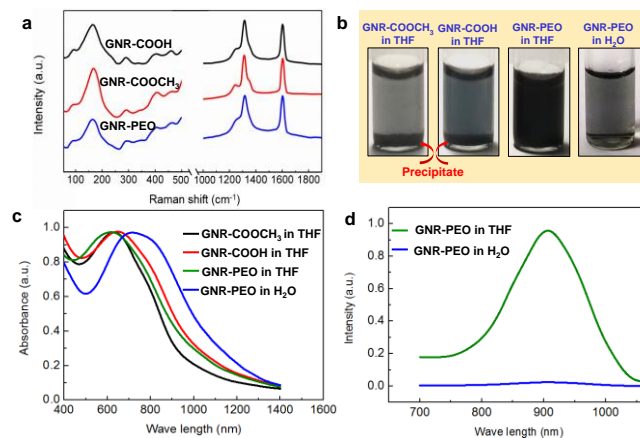 a
GNR-COOH
GNR-COOCH3
GNR-PEO
Intensity (a.u.)
0 100 200 300 400 500 1000 1200 1400 1600 1800
Raman shift (cm-1)
b
GNR-COOCH3 in THF
GNR-COOH in THF
GNR-PEO in THF
GNR-PEO in H2O
Precipitate
c
GNR-COOCH3 in THF
GNR-COOH in THF
GNR-PEO in THF
GNR-PEO in H2O
Absorbance (a.u.)
1.0
0.8
0.6
0.4
0.2
0.0
400 600 800 1000 1200 1400 1600
Wave length (nm)
d
GNR-PEO in THF
GNR-PEO in H2O
Intensity (a.u.)
1.0
0.8
0.6
0.4
0.2
0.0
700 800 900 1000
Wave length (nm)